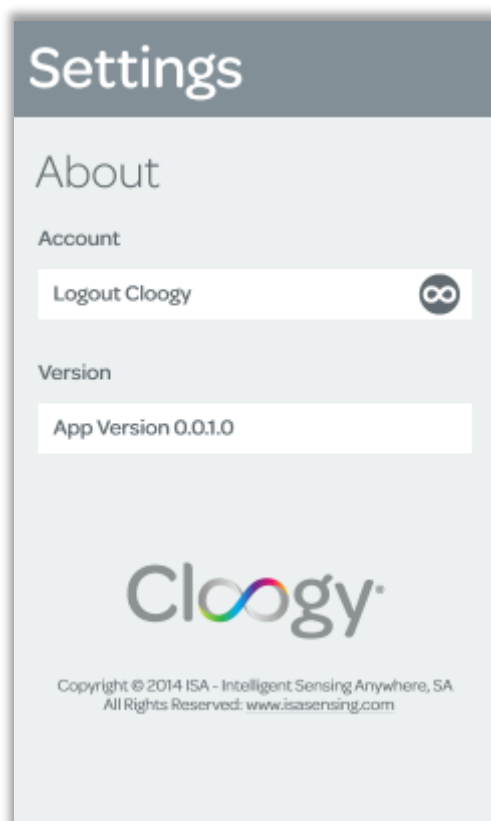 Settings
About
Account
Logout Cloogy
Version
App Version 0.0.1.0
Cloogy®
Copyright © 2014 ISA - Intelligent Sensing Anywhere, SA
All Rights Reserved: www.isasensing.com